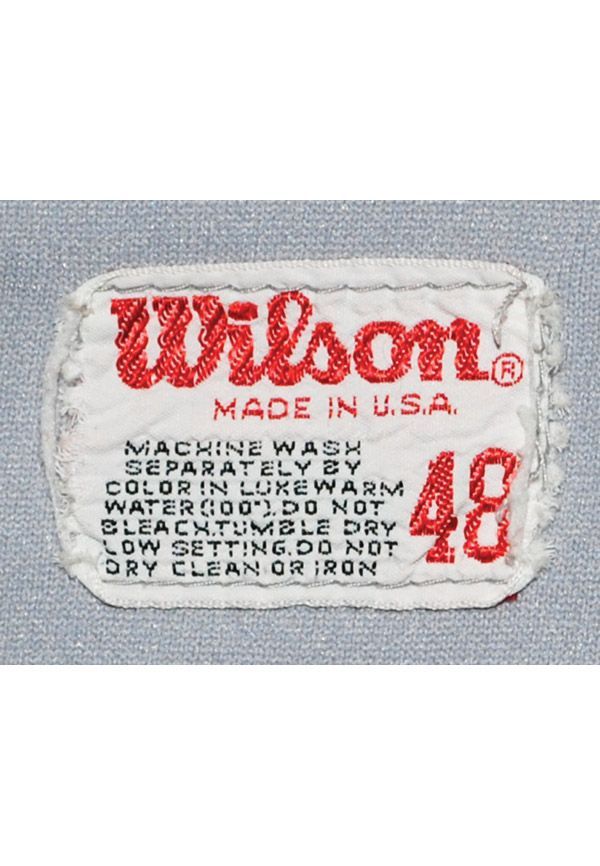 Wilson®
MADE IN U.S.A.
MACHINE WASH
SEPARATELY BY
COLOR IN LUKEWARM
WATER(100°).DO NOT
BLEACH.TUMBLE DRY
LOW SETTING.DO NOT
DRY CLEAN OR IRON
48